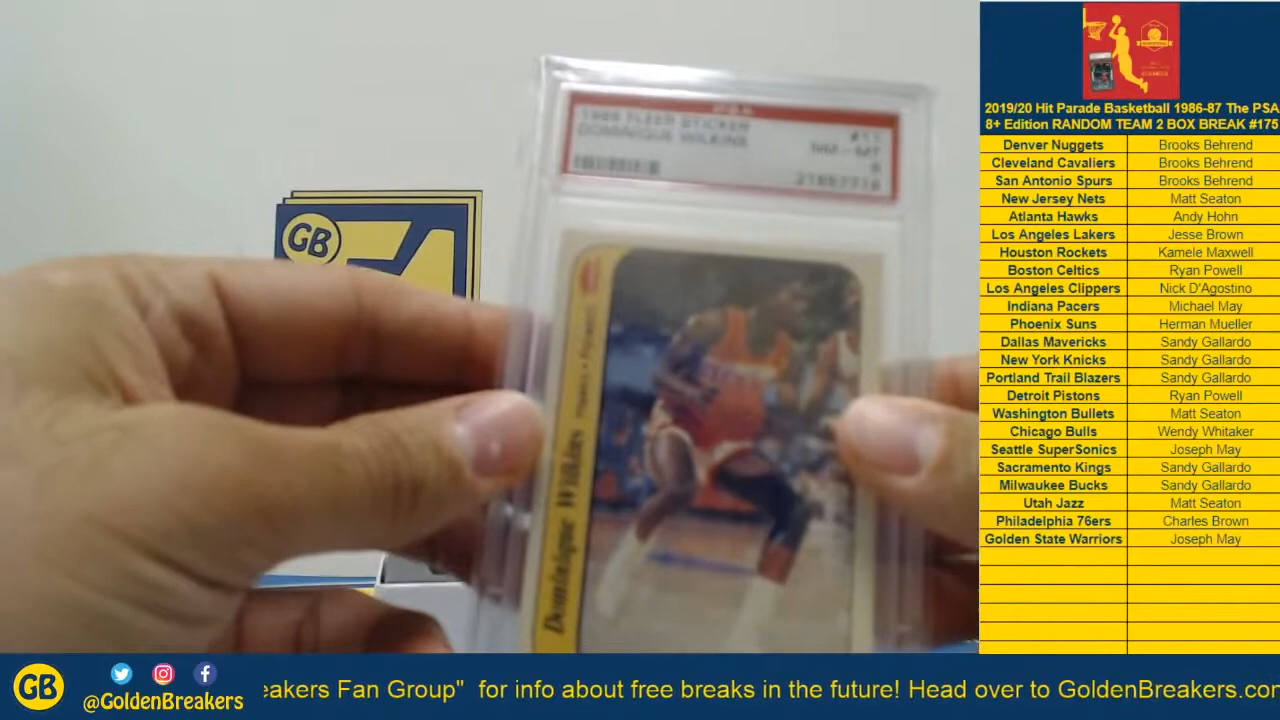 PSA
1986 FLEER STICKER #11
DOMINIQUE WILKINS NM-MT
8
GB
Dominique Wilkins
2019/20 Hit Parade Basketball 1986-87 The PSA
8+ Edition RANDOM TEAM 2 BOX BREAK #175
Denver Nuggets Brooks Behrend
Cleveland Cavaliers Brooks Behrend
San Antonio Spurs Brooks Behrend
New Jersey Nets Matt Seaton
Atlanta Hawks Andy Hohn
Los Angeles Lakers Jesse Brown
Houston Rockets Kamele Maxwell
Boston Celtics Ryan Powell
Los Angeles Clippers Nick D'Agostino
Indiana Pacers Michael May
Phoenix Suns Herman Mueller
Dallas Mavericks Sandy Gallardo
New York Knicks Sandy Gallardo
Portland Trail Blazers Sandy Gallardo
Detroit Pistons Ryan Powell
Washington Bullets Matt Seaton
Chicago Bulls Wendy Whitaker
Seattle SuperSonics Joseph May
Sacramento Kings Sandy Gallardo
Milwaukee Bucks Sandy Gallardo
Utah Jazz Matt Seaton
Philadelphia 76ers Charles Brown
Golden State Warriors Joseph May
GB
@GoldenBreakers
eakers Fan Group" for info about free breaks in the future! Head over to GoldenBreakers.com